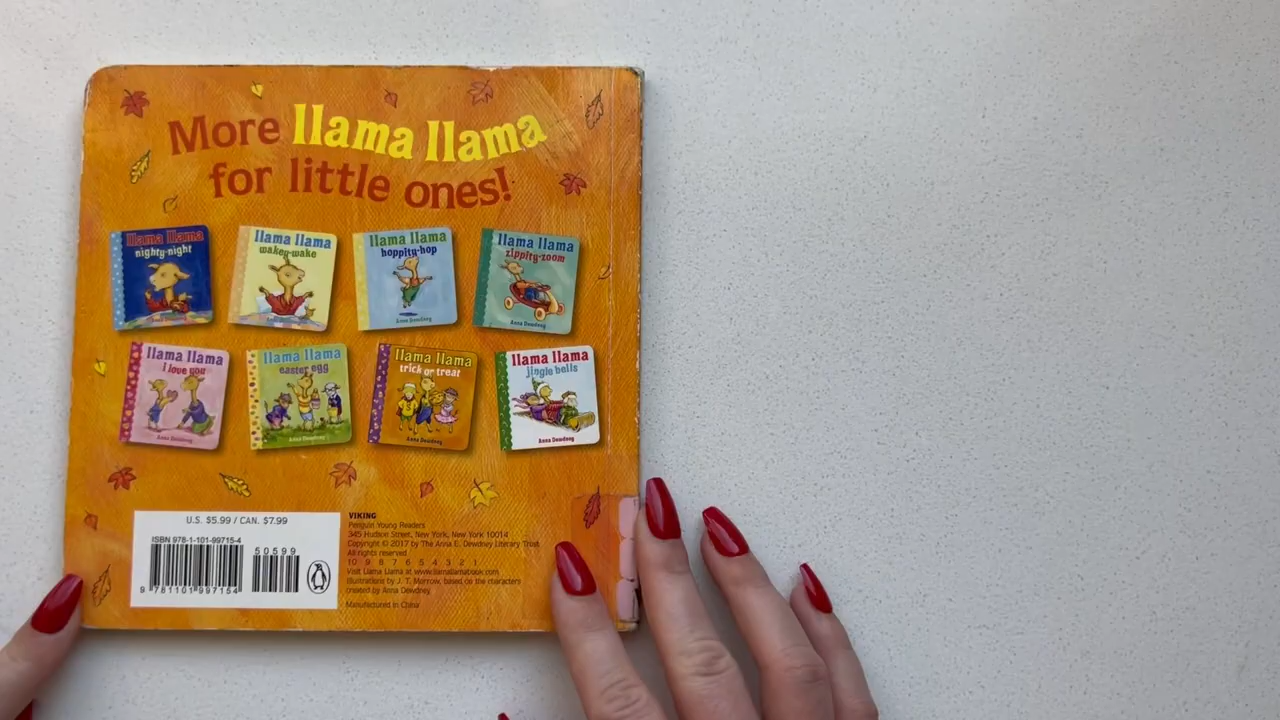 More llama llama
for little ones!
llama llama
nighty-night
llama llama
wakey-wake
llama llama
hoppity-hop
Anna Dewdney
llama llama
zippity-zoom
Anna Dewdney
llama llama
i love you
Anna Dewdney
llama llama
easter egg
Anna Dewdney
llama llama
trick or treat
Anna Dewdney
llama llama
jingle bells
Anna Dewdney
U.S. $5.99 / CAN. $7.99
ISBN 978-1-101-99715-4
50599
9 781101 997154
VIKING
Penguin Young Readers
345 Hudson Street, New York, New York 10014
Copyright © 2017 by The Anna E. Dewdney Literary Trust
All rights reserved
10 9 8 7 6 5 4 3 2 1
Visit Llama Llama at www.llamallamabook.com
Illustrations by J. T. Morrow, based on the characters
created by Anna Dewdney
Manufactured in China